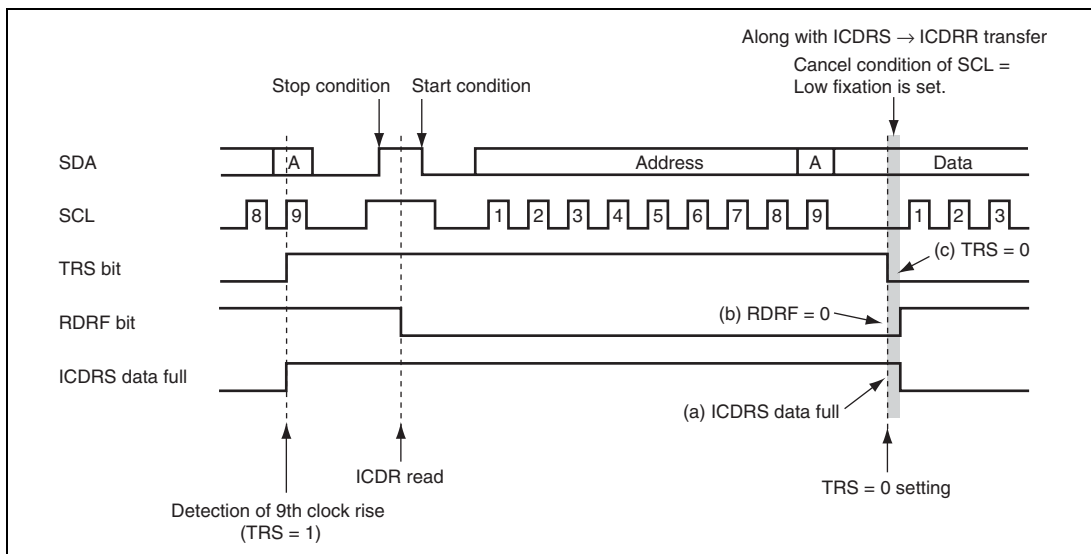 Along with ICDRS → ICDRR transfer
Cancel condition of SCL =
Low fixation is set.
Stop condition
Start condition
SDA
A
Address
A
Data
SCL
8 9 1 2 3 4 5 6 7 8 9 1 2 3
TRS bit
(c) TRS = 0
RDRF bit
(b) RDRF = 0
ICDRS data full
(a) ICDRS data full
ICDR read
TRS = 0 setting
Detection of 9th clock rise
(TRS = 1)